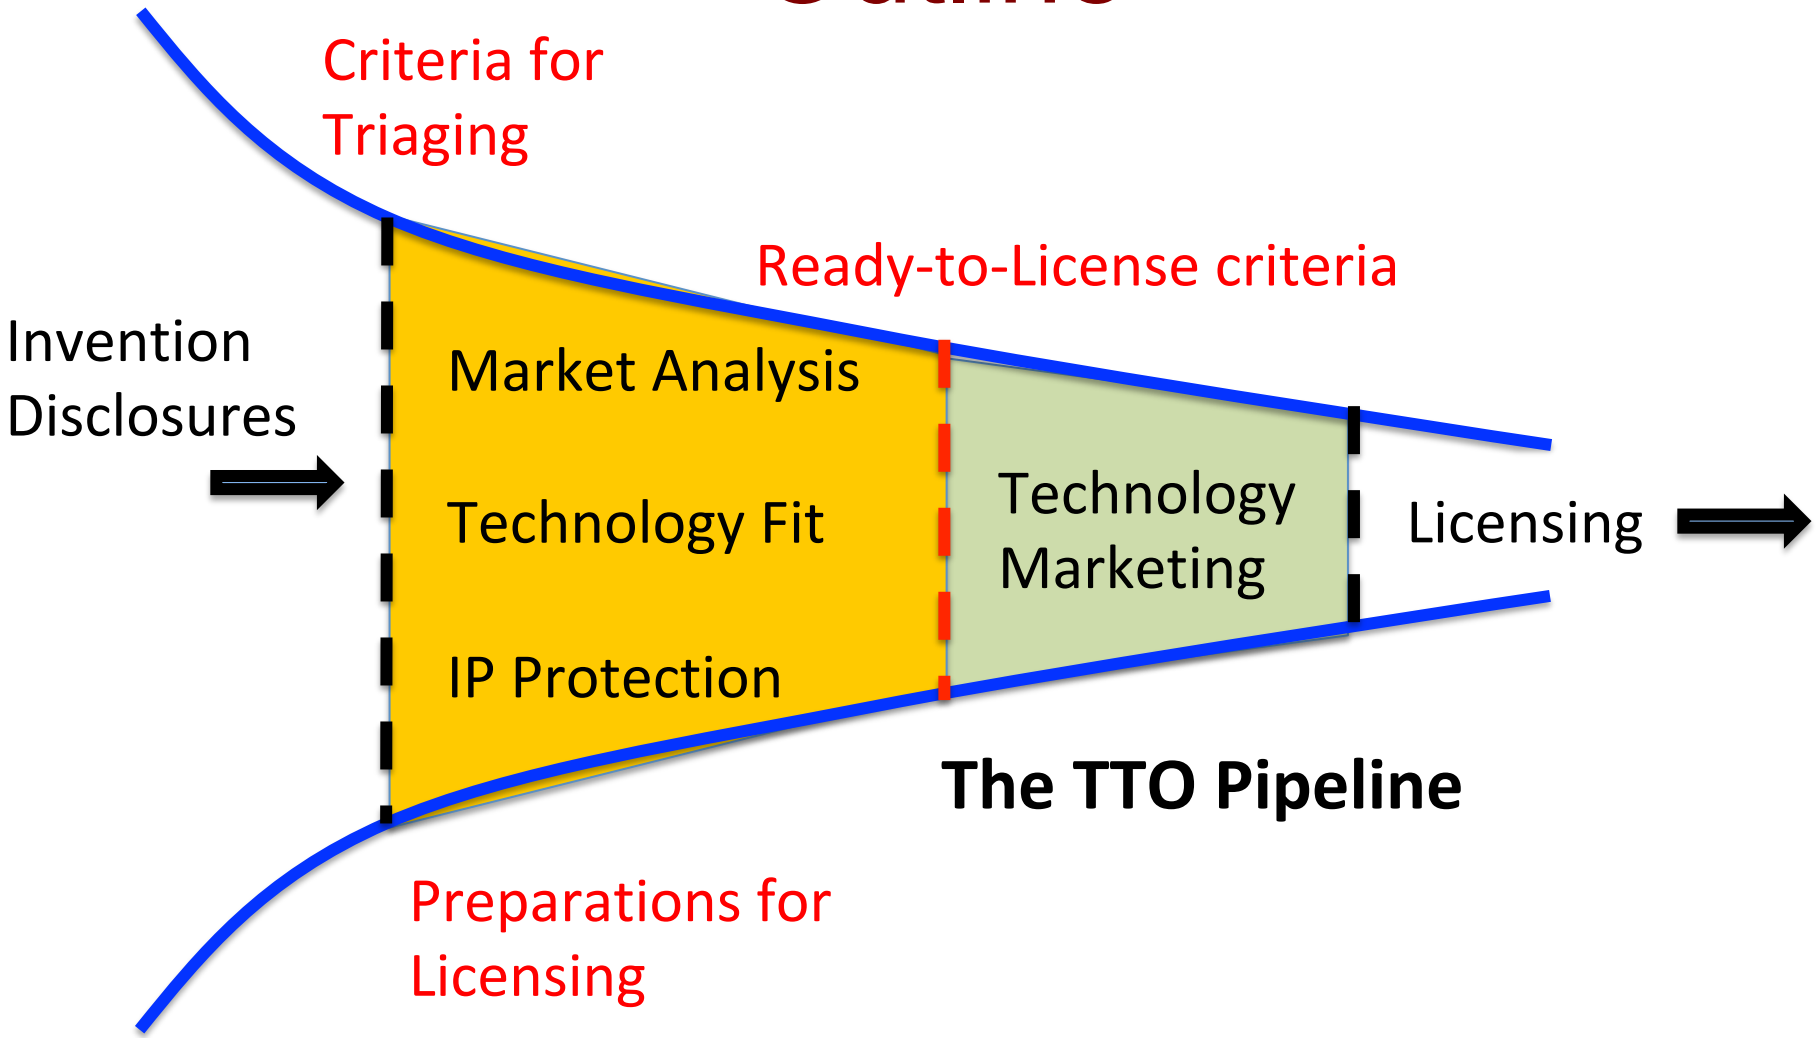 Criteria for
Triaging
Ready-to-License criteria
Invention
Disclosures
Market Analysis
Technology Fit
IP Protection
Technology
Marketing
Licensing
The TTO Pipeline
Preparations for
Licensing